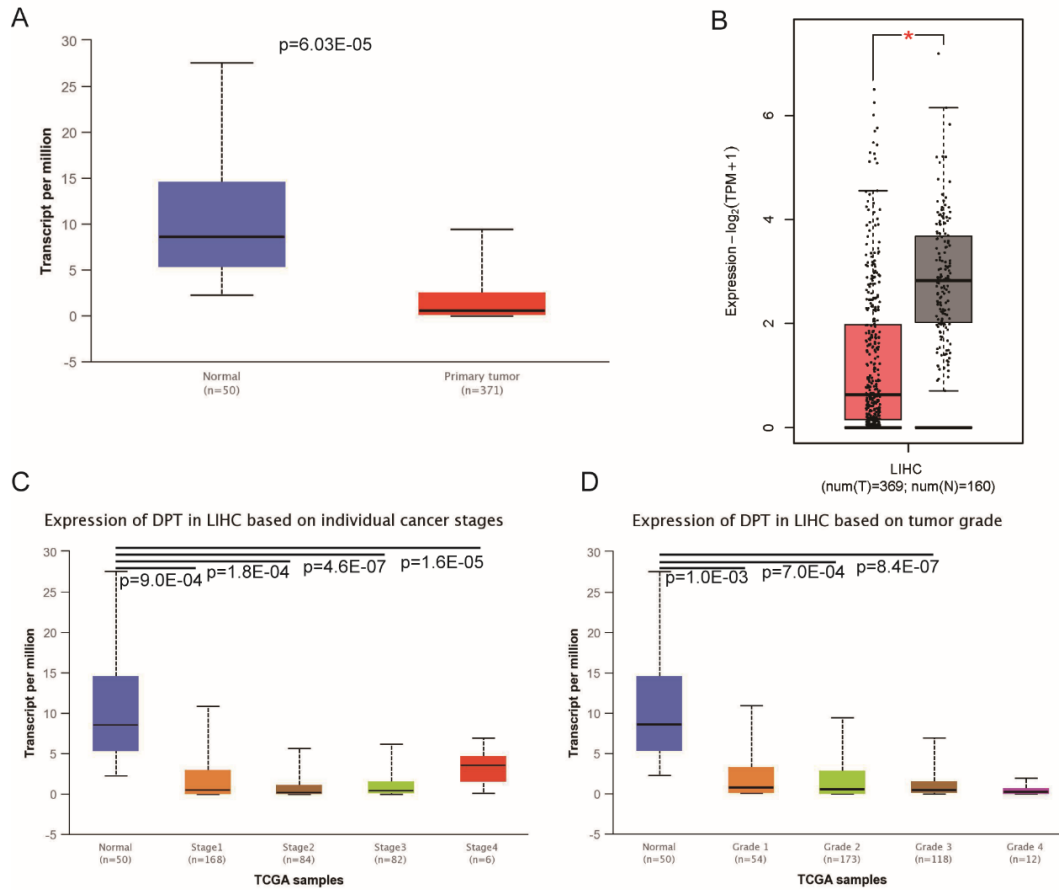 A
p=6.03E-05
Transcript per million
30
25
20
15
10
5
0
-5
Normal
(n=50)
Primary tumor
(n=371)
B
*
Expression − log₂(TPM + 1)
6
4
2
0
LIHC
(num(T)=369; num(N)=160)
C
Expression of DPT in LIHC based on individual cancer stages
p=9.0E-04
p=1.8E-04
p=4.6E-07
p=1.6E-05
Transcript per million
30
25
20
15
10
5
0
-5
Normal
(n=50)
Stage1
(n=168)
Stage2
(n=84)
Stage3
(n=82)
Stage4
(n=6)
TCGA samples
D
Expression of DPT in LIHC based on tumor grade
p=1.0E-03
p=7.0E-04
p=8.4E-07
Transcript per million
30
25
20
15
10
5
0
-5
Normal
(n=50)
Grade 1
(n=54)
Grade 2
(n=173)
Grade 3
(n=118)
Grade 4
(n=12)
TCGA samples